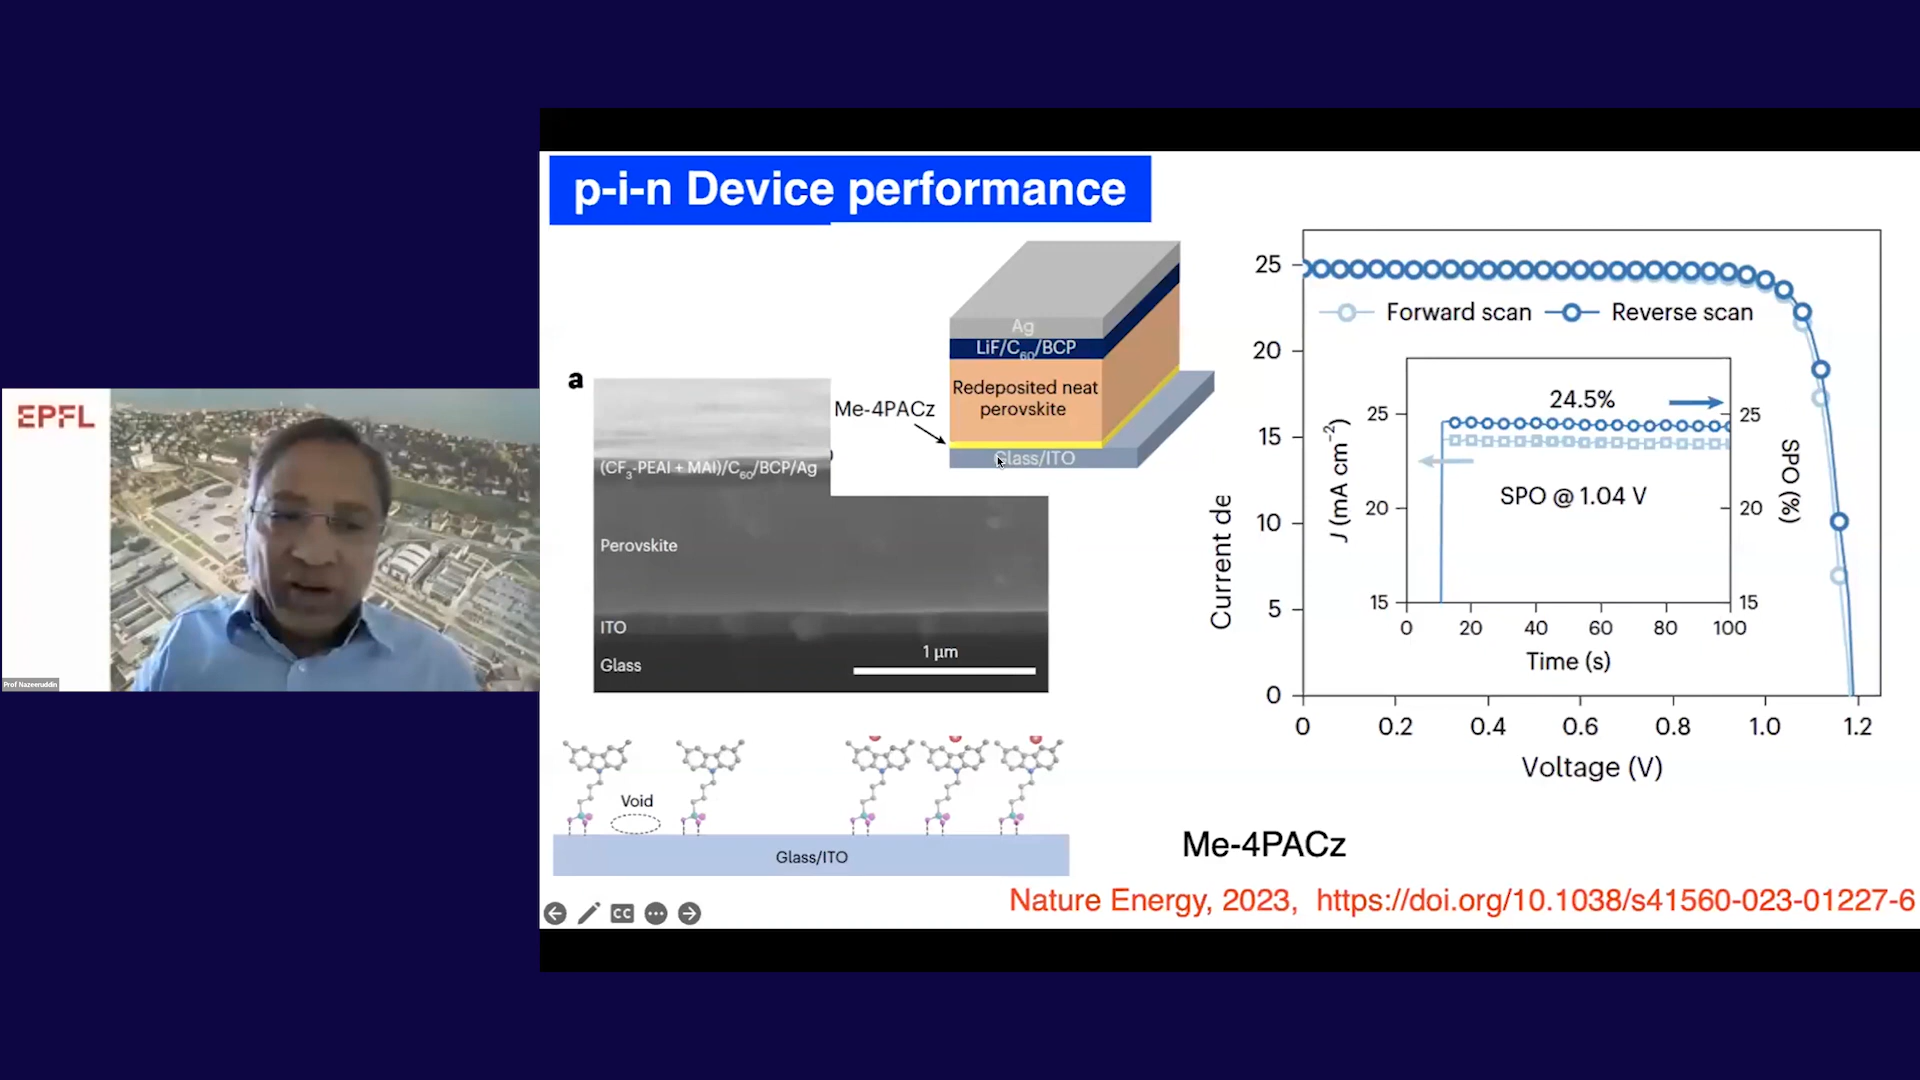 EPFL
Prof Nazeeruddin
p-i-n Device performance
a
(CF3-PEAI + MAI)/C60/BCP/Ag
Perovskite
ITO
Glass
1 μm
Ag
LiF/C60/BCP
Redeposited neat
perovskite
Me-4PACz
Glass/ITO
Void
Glass/ITO
CC
25
20
15
10
5
0
Current de
0 0.2 0.4 0.6 0.8 1.0 1.2
Voltage (V)
Forward scan
Reverse scan
24.5%
SPO @ 1.04 V
J (mA cm−2)
25
20
15
0 20 40 60 80 100
Time (s)
25
20
15
SPO (%)
Me-4PACz
Nature Energy, 2023, https://doi.org/10.1038/s41560-023-01227-6